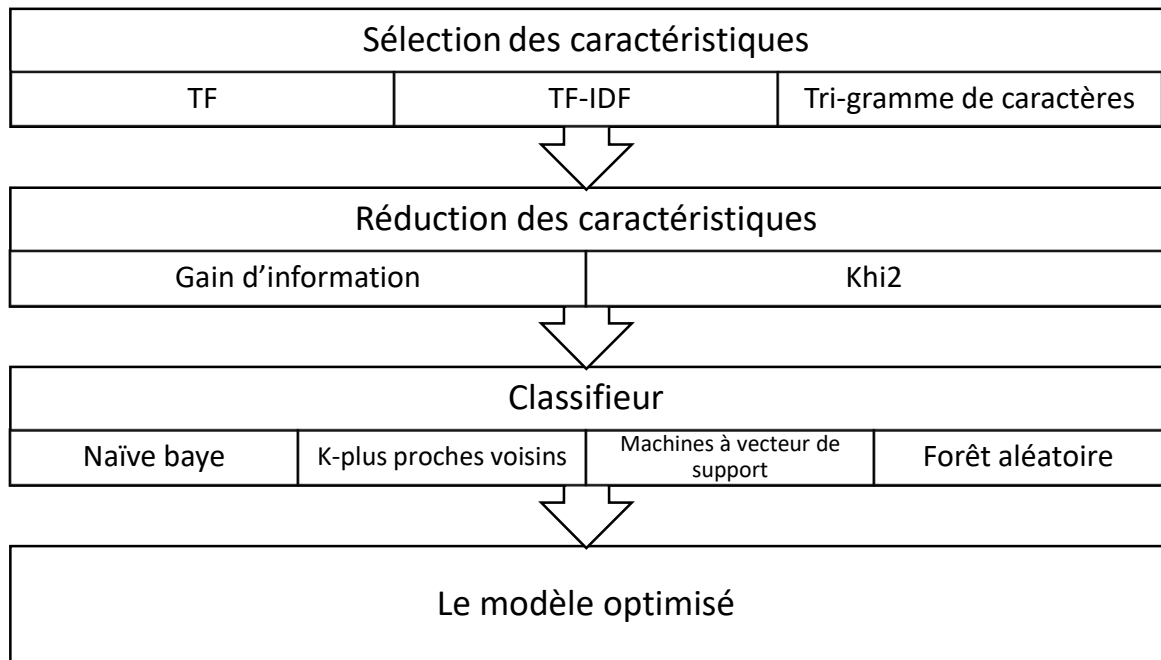 Sélection des caractéristiques
TF
TF-IDF
Tri-gramme de caractères
Réduction des caractéristiques
Gain d’information
Khi2
Classifieur
Naïve baye
K-plus proches voisins
Machines à vecteur de
support
Forêt aléatoire
Le modèle optimisé